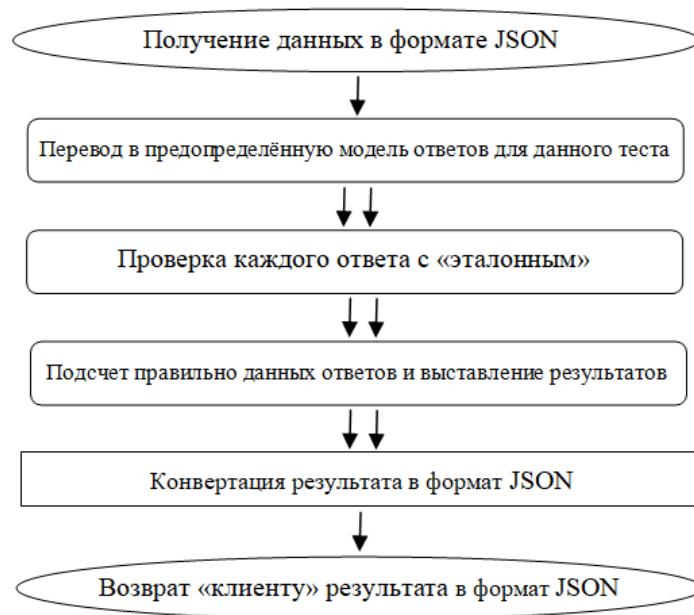 Получение данных в формате JSON
Перевод в предопределённую модель ответов для данного теста
Проверка каждого ответа с «эталонным»
Подсчет правильно данных ответов и выставление результатов
Конвертация результата в формат JSON
Возврат «клиенту» результата в формат JSON